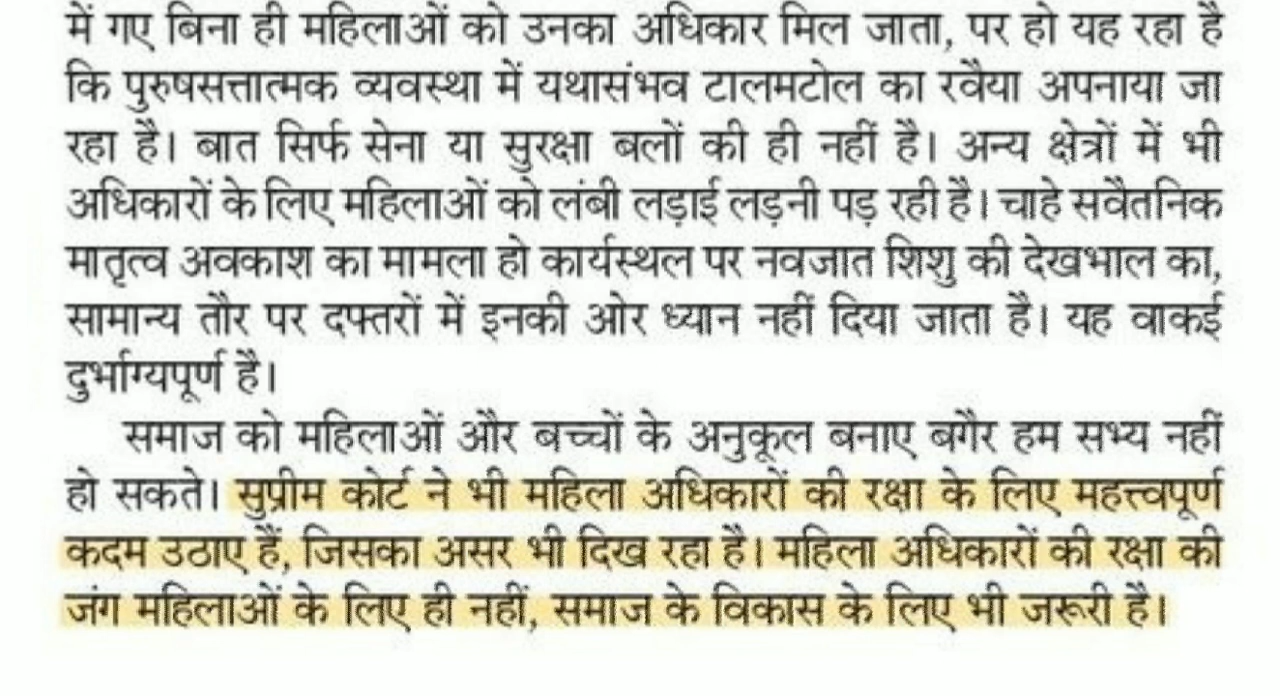 में गए बिना ही महिलाओं को उनका अधिकार मिल जाता, पर हो यह रहा है
कि पुरुषसत्तात्मक व्यवस्था में यथासंभव टालमटोल का रवैया अपनाया जा
रहा है। बात सिर्फ सेना या सुरक्षा बलों की ही नहीं है। अन्य क्षेत्रों में भी
अधिकारों के लिए महिलाओं को लंबी लड़ाई लड़नी पड़ रही है। चाहे सवैतनिक
मातृत्व अवकाश का मामला हो कार्यस्थल पर नवजात शिशु की देखभाल का,
सामान्य तौर पर दफ्तरों में इनकी ओर ध्यान नहीं दिया जाता है। यह वाकई
दुर्भाग्यपूर्ण है।
समाज को महिलाओं और बच्चों के अनुकूल बनाए बगैर हम सभ्य नहीं
हो सकते। सुप्रीम कोर्ट ने भी महिला अधिकारों की रक्षा के लिए महत्त्वपूर्ण
कदम उठाए हैं, जिसका असर भी दिख रहा है। महिला अधिकारों की रक्षा की
जंग महिलाओं के लिए ही नहीं, समाज के विकास के लिए भी जरूरी है।